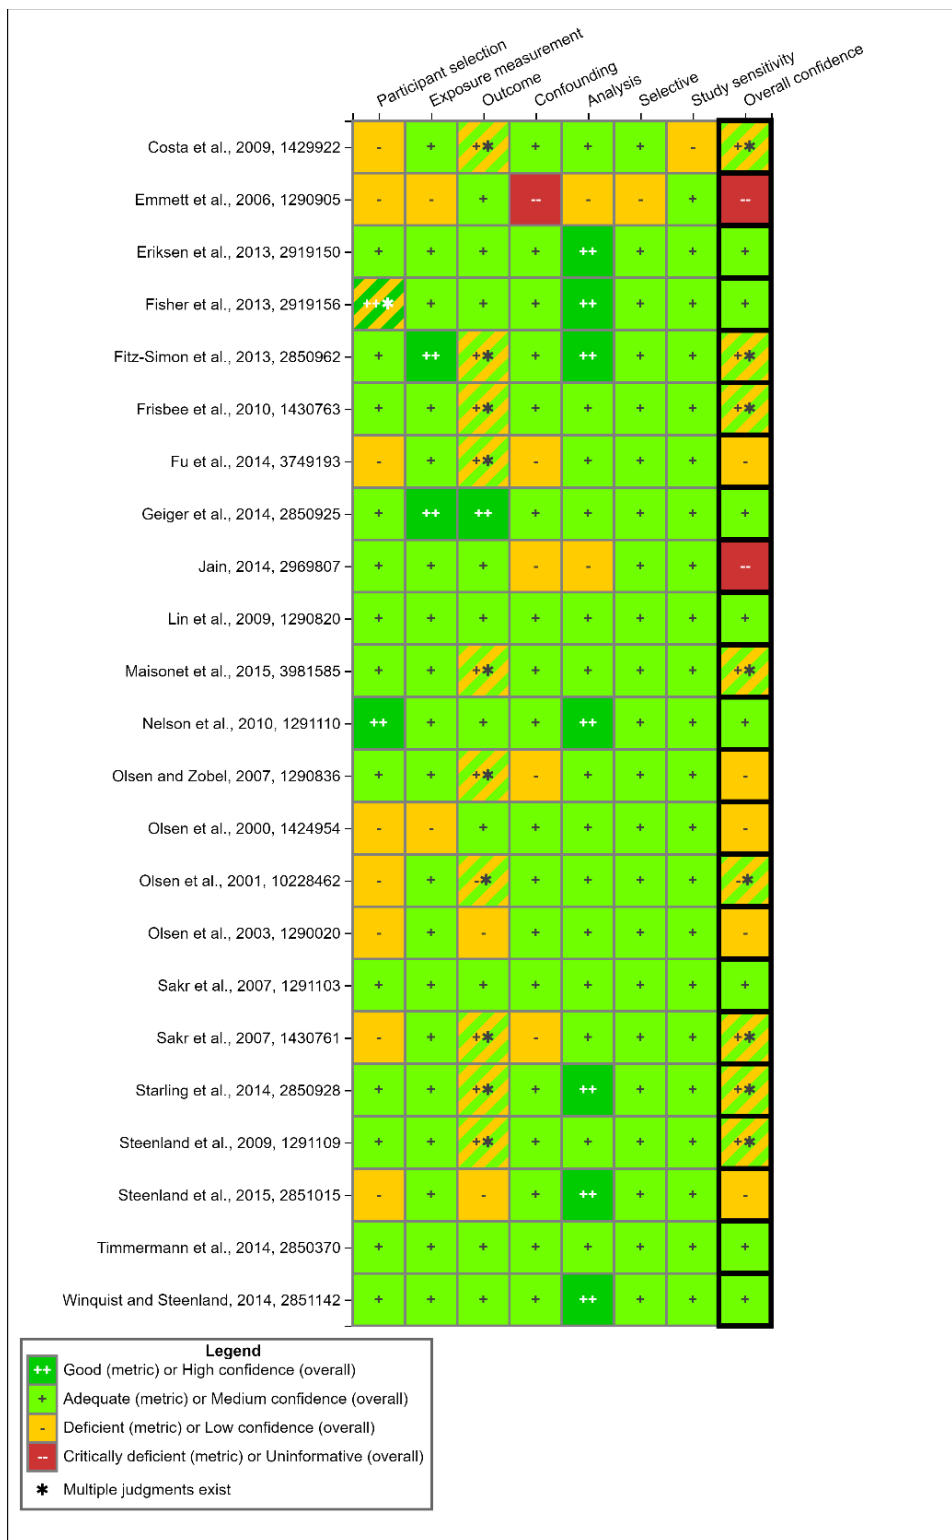 Participant selection
Exposure measurement
Outcome
Confounding
Analysis
Selective
Study sensitivity
Overall confidence
Costa et al., 2009, 1429922 - + +✱ + + + - +✱
Emmett et al., 2006, 1290905 - - + -- - - + --
Eriksen et al., 2013, 2919150 + + + + ++ + + +
Fisher et al., 2013, 2919156 ++✱ + + + ++ + + +
Fitz-Simon et al., 2013, 2850962 + ++ +✱ + ++ + + +✱
Frisbee et al., 2010, 1430763 + + +✱ + + + + +✱
Fu et al., 2014, 3749193 - + +✱ - + + + -
Geiger et al., 2014, 2850925 + ++ ++ + + + + +
Jain, 2014, 2969807 + + + - - + + --
Lin et al., 2009, 1290820 + + + + + + + +
Maisonet et al., 2015, 3981585 + + +✱ + + + + +✱
Nelson et al., 2010, 1291110 ++ + + + ++ + + +
Olsen and Zobel, 2007, 1290836 + + +✱ - + + + -
Olsen et al., 2000, 1424954 - - + + + + + -
Olsen et al., 2001, 10228462 - + -✱ + + + + -✱
Olsen et al., 2003, 1290020 - + - + + + + -
Sakr et al., 2007, 1291103 + + + + + + + +
Sakr et al., 2007, 1430761 - + +✱ - + + + +✱
Starling et al., 2014, 2850928 + + +✱ + ++ + + +✱
Steenland et al., 2009, 1291109 + + +✱ + + + + +✱
Steenland et al., 2015, 2851015 - + - + ++ + + -
Timmermann et al., 2014, 2850370 + + + + + + + +
Winquist and Steenland, 2014, 2851142 + + + + ++ + + +
Legend
++ Good (metric) or High confidence (overall)
+ Adequate (metric) or Medium confidence (overall)
- Deficient (metric) or Low confidence (overall)
-- Critically deficient (metric) or Uninformative (overall)
✱ Multiple judgments exist